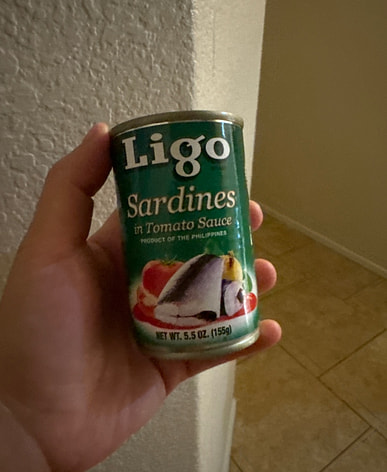 Ligo
Sardines
in Tomato Sauce
PRODUCT OF THE PHILIPPINES
NET WT. 5.5 OZ. (155g)